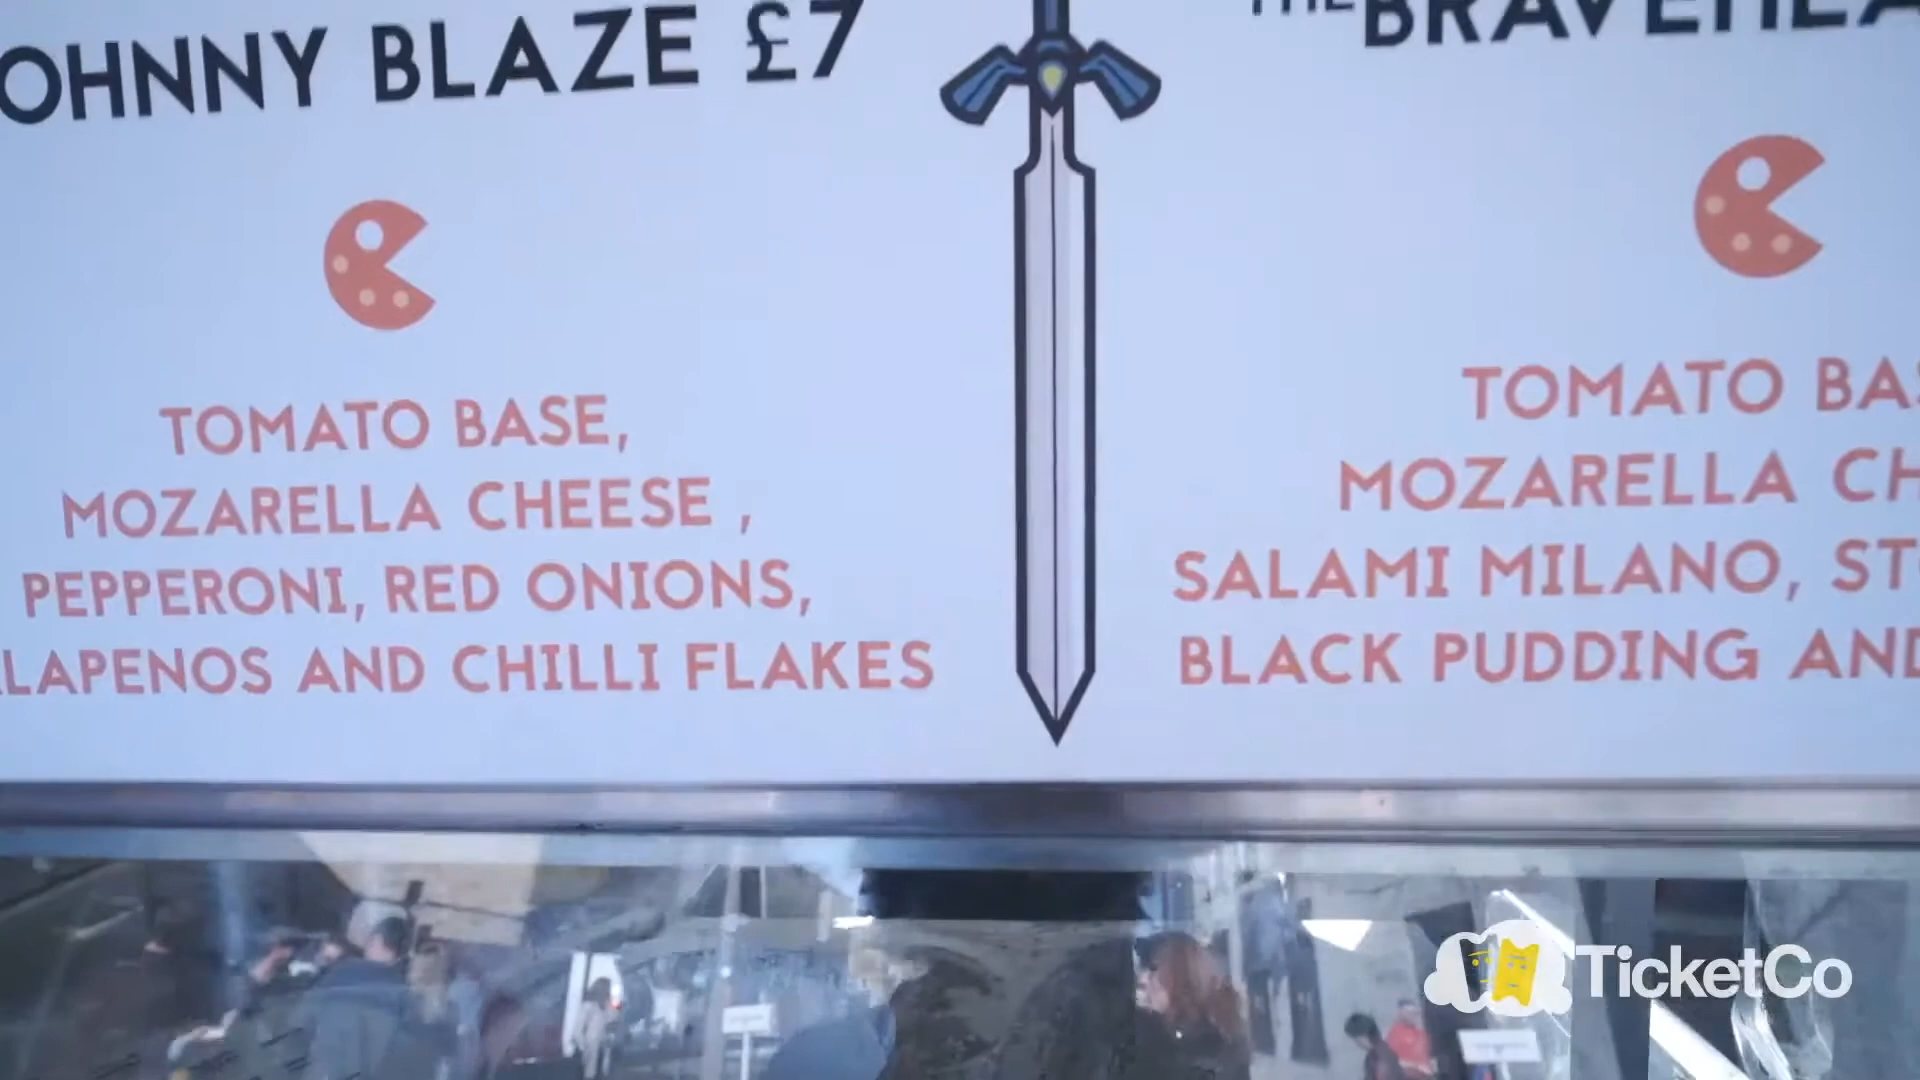 OHNNY BLAZE £7
TOMATO BASE,
MOZARELLA CHEESE ,
PEPPERONI, RED ONIONS,
LAPENOS AND CHILLI FLAKES
THE BRAVEHEA
TOMATO BAS
MOZARELLA CH
SALAMI MILANO, ST
BLACK PUDDING AND
TicketCo